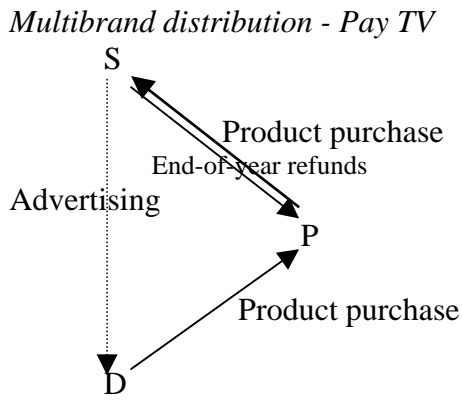 Multibrand distribution - Pay TV
S
Product purchase
End-of-year refunds
Advertising
P
Product purchase
D